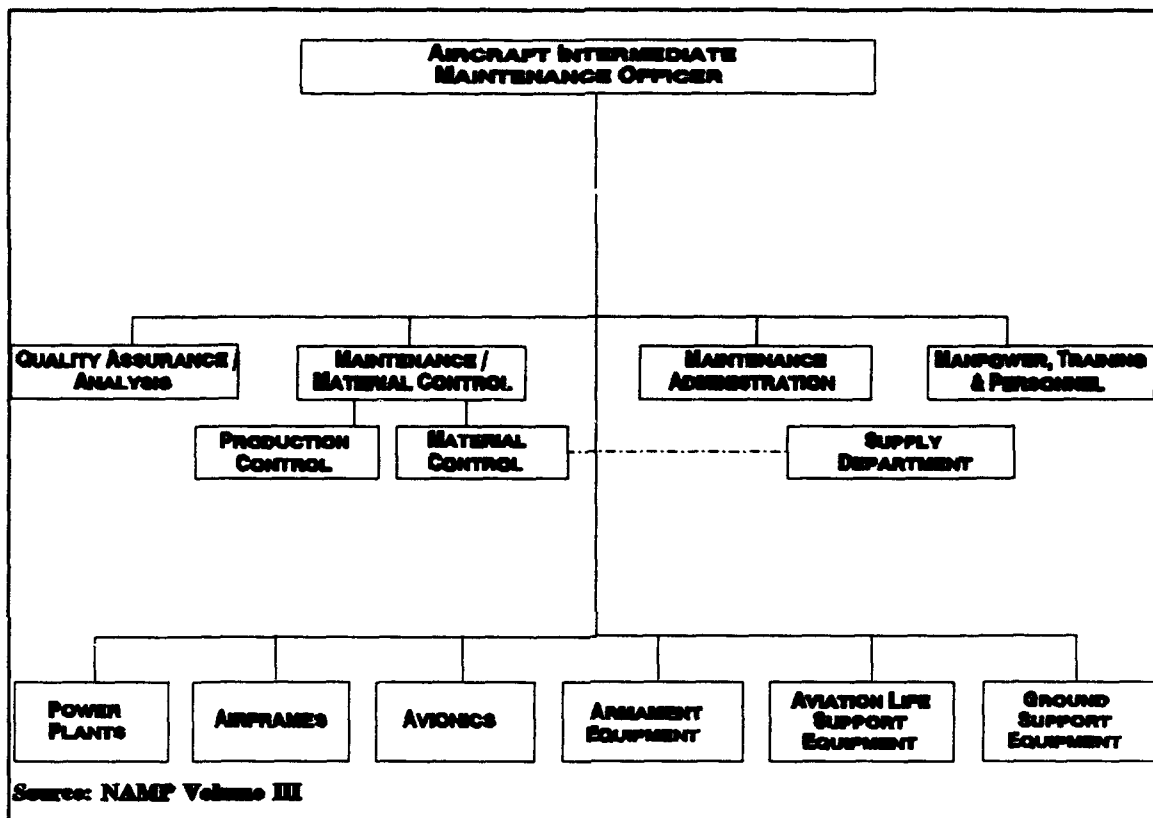 AIRCRAFT INTERMEDIATE
MAINTENANCE OFFICER
QUALITY ASSURANCE /
ANALYSIS
MAINTENANCE /
MATERIAL CONTROL
MAINTENANCE
ADMINISTRATION
MANPOWER, TRAINING
& PERSONNEL
PRODUCTION
CONTROL
MATERIAL
CONTROL
SUPPLY
DEPARTMENT
POWER
PLANTS
AIRFRAMES
AVIONICS
ARMAMENT
EQUIPMENT
AVIATION LIFE
SUPPORT
EQUIPMENT
GROUND
SUPPORT
EQUIPMENT
Source: NAMP Volume III